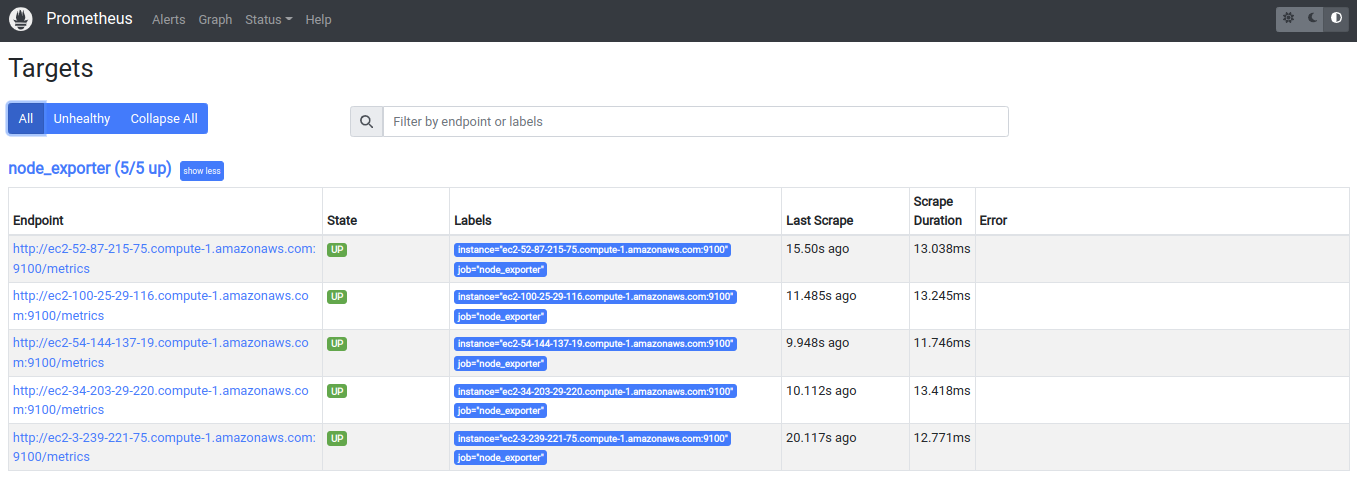 Prometheus Alerts Graph Status Help
Targets
All Unhealthy Collapse All
Filter by endpoint or labels
node_exporter (5/5 up) show less
Scrape
Endpoint State Labels Last Scrape Duration Error
http://ec2-52-87-215-75.compute-1.amazonaws.com: UP instance="ec2-52-87-215-75.compute-1.amazonaws.com:9100" 15.50s ago 13.038ms
9100/metrics job="node_exporter"
http://ec2-100-25-29-116.compute-1.amazonaws.co UP instance="ec2-100-25-29-116.compute-1.amazonaws.com:9100" 11.485s ago 13.245ms
m:9100/metrics job="node_exporter"
http://ec2-54-144-137-19.compute-1.amazonaws.co UP instance="ec2-54-144-137-19.compute-1.amazonaws.com:9100" 9.948s ago 11.746ms
m:9100/metrics job="node_exporter"
http://ec2-34-203-29-220.compute-1.amazonaws.co UP instance="ec2-34-203-29-220.compute-1.amazonaws.com:9100" 10.112s ago 13.418ms
m:9100/metrics job="node_exporter"
http://ec2-3-239-221-75.compute-1.amazonaws.com: UP instance="ec2-3-239-221-75.compute-1.amazonaws.com:9100" 20.117s ago 12.771ms
9100/metrics job="node_exporter"